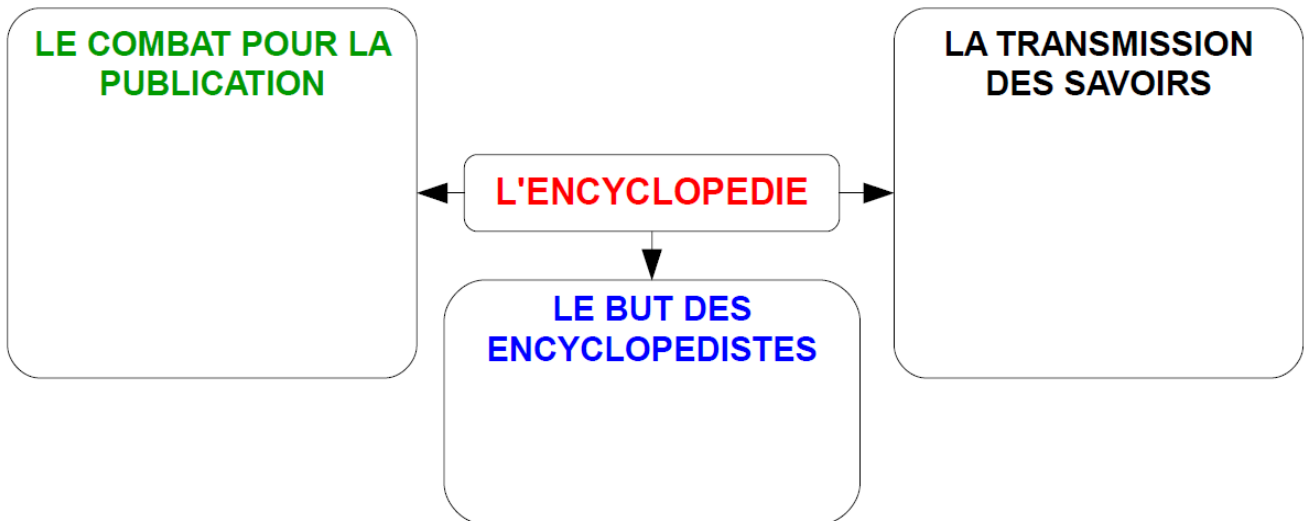 LE COMBAT POUR LA
PUBLICATION
LA TRANSMISSION
DES SAVOIRS
L'ENCYCLOPEDIE
LE BUT DES
ENCYCLOPEDISTES